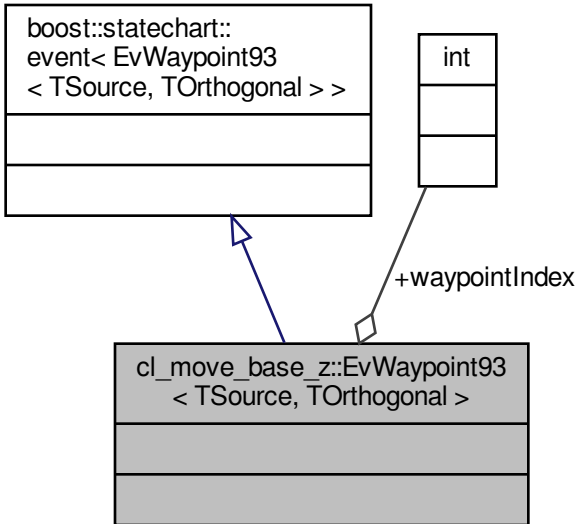 boost::statechart::
event< EvWaypoint93
< TSource, TOrthogonal > >
int
+waypointIndex
cl_move_base_z::EvWaypoint93
< TSource, TOrthogonal >